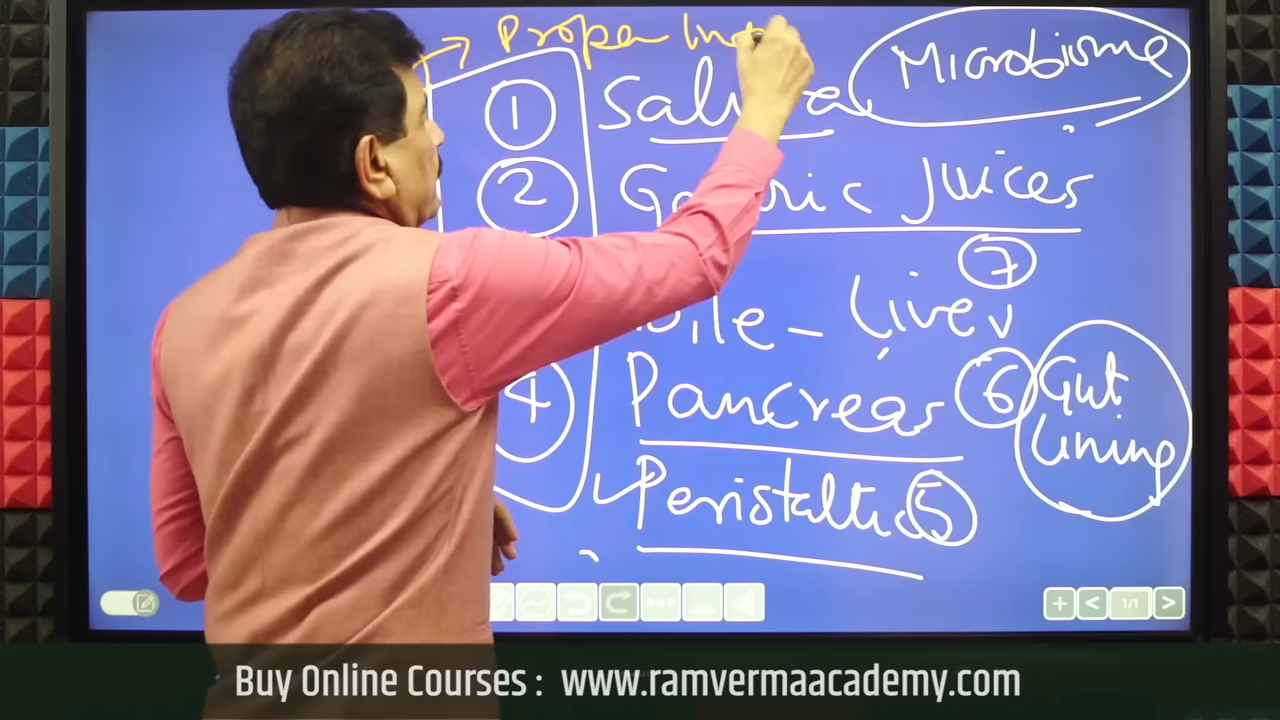 → Proper
Microbiome
① Saliva
② Gastric Juices
⑦
Bile - Liver
④ Pancreas ⑥ Gut
Lining
Peristaltic ⑤
1/1
Buy Online Courses : www.ramvermaacademy.com